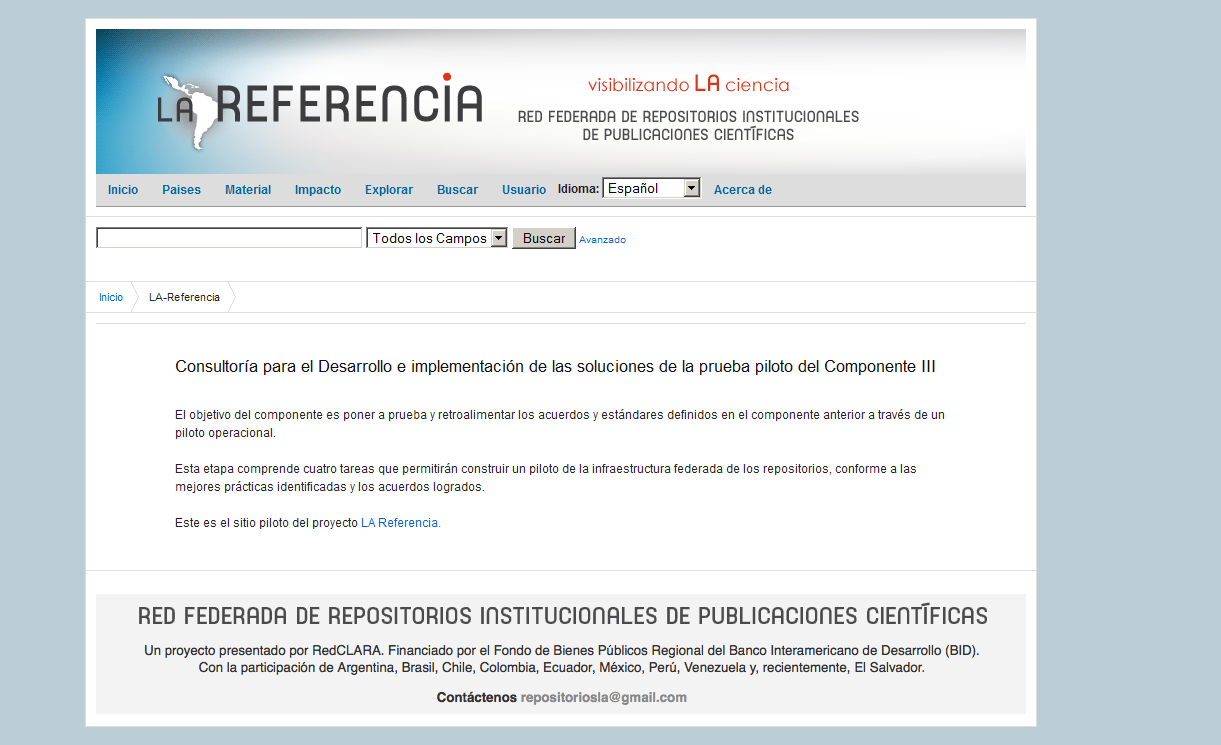 LA REFERENCIA
visibilizando LA ciencia
RED FEDERADA DE REPOSITORIOS INSTITUCIONALES
DE PUBLICACIONES CIENTÍFICAS
Inicio Paises Material Impacto Explorar Buscar Usuario Idioma: Español Acerca de
Todos los Campos Buscar Avanzado
Inicio LA-Referencia
Consultoría para el Desarrollo e implementación de las soluciones de la prueba piloto del Componente III
El objetivo del componente es poner a prueba y retroalimentar los acuerdos y estándares definidos en el componente anterior a través de un
piloto operacional.
Esta etapa comprende cuatro tareas que permitirán construir un piloto de la infraestructura federada de los repositorios, conforme a las
mejores prácticas identificadas y los acuerdos logrados.
Este es el sitio piloto del proyecto LA Referencia.
RED FEDERADA DE REPOSITORIOS INSTITUCIONALES DE PUBLICACIONES CIENTÍFICAS
Un proyecto presentado por RedCLARA. Financiado por el Fondo de Bienes Públicos Regional del Banco Interamericano de Desarrollo (BID).
Con la participación de Argentina, Brasil, Chile, Colombia, Ecuador, México, Perú, Venezuela y, recientemente, El Salvador.
Contáctenos repositoriosla@gmail.com